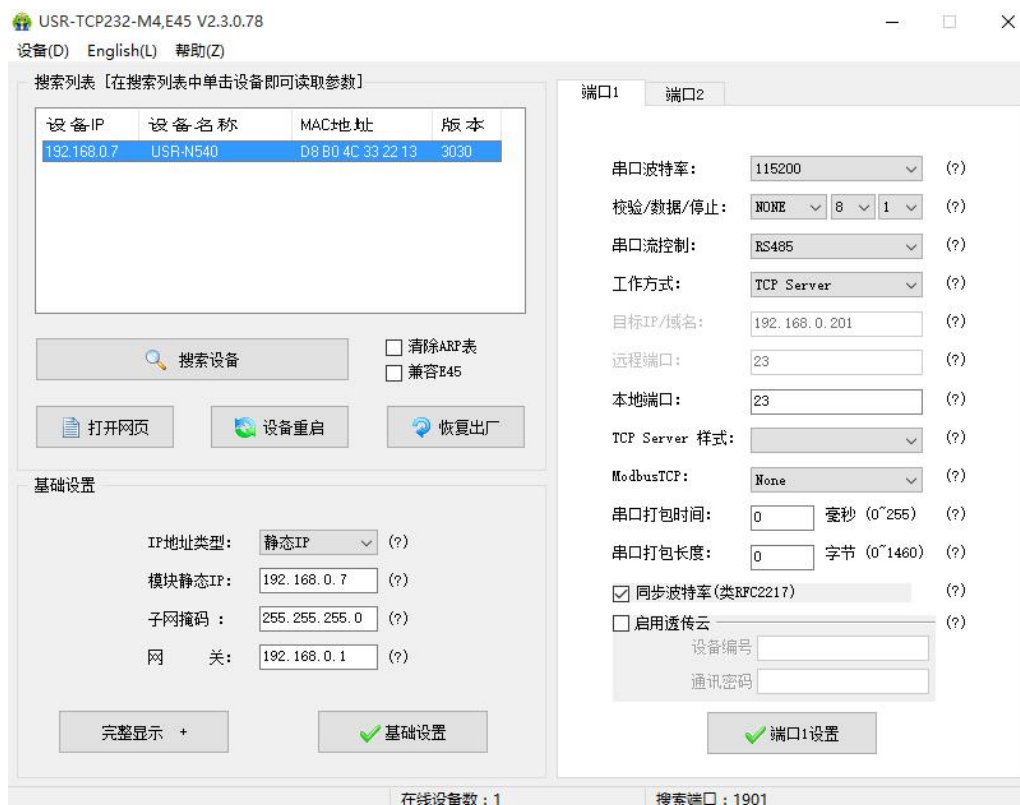 USR-TCP232-M4,E45 V2.3.0.78
设备(D) English(L) 帮助(Z)
搜索列表 [在搜索列表中单击设备即可读取参数]
设备IP 设备名称 MAC地址 版本
192.168.0.7 USR-N540 D8 B0 4C 33 22 13 3030
搜索设备
清除ARP表
兼容E45
打开网页 设备重启 恢复出厂
基础设置
IP地址类型: 静态IP (?)
模块静态IP: 192.168.0.7 (?)
子网掩码 : 255.255.255.0 (?)
网 关: 192.168.0.1 (?)
完整显示 + 基础设置
端口1 端口2
串口波特率: 115200 (?)
校验/数据/停止: NONE 8 1 (?)
串口流控制: RS485 (?)
工作方式: TCP Server (?)
目标IP/域名: 192.168.0.201 (?)
远程端口: 23 (?)
本地端口: 23 (?)
TCP Server 样式: (?)
ModbusTCP: None (?)
串口打包时间: 0 毫秒 (0~255) (?)
串口打包长度: 0 字节 (0~1460) (?)
同步波特率(类RFC2217) (?)
启用透传云 (?)
设备编号
通讯密码
端口1设置
在线设备数：1 搜索端口：1901